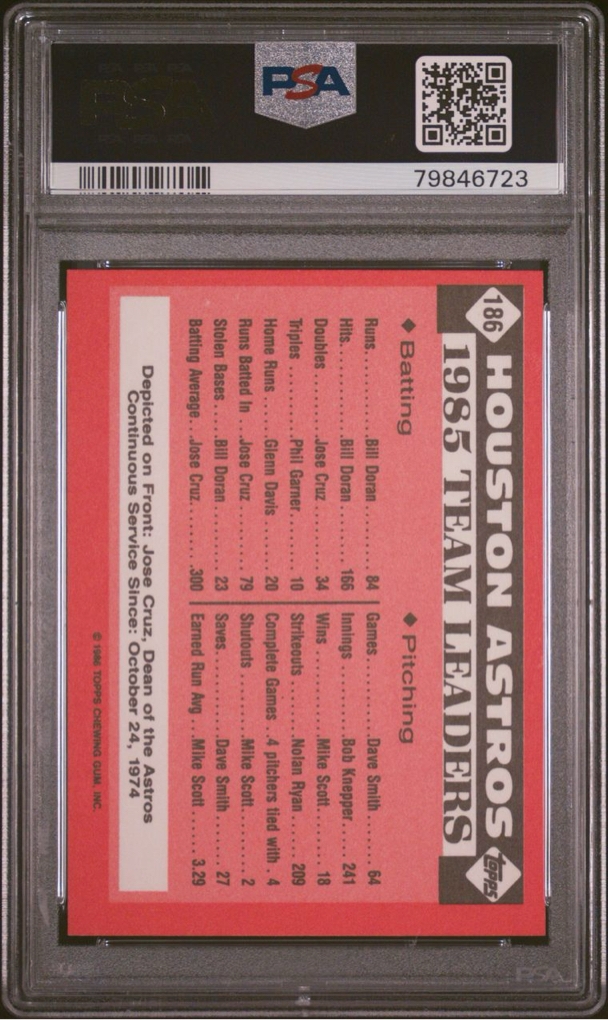 PSA
79846723
186
HOUSTON ASTROS
topps
1985 TEAM LEADERS
◆ Batting
Runs..........Bill Doran.........84
Hits..........Bill Doran........166
Doubles.......Jose Cruz.........34
Triples.......Phil Garner.......10
Home Runs.....Glenn Davis.......20
Runs Batted In...Jose Cruz......79
Stolen Bases.....Bill Doran.....23
Batting Average...Jose Cruz.....300
◆ Pitching
Games.........Dave Smith........64
Innings.......Bob Knepper......241
Wins..........Mike Scott........18
Strikeouts....Nolan Ryan.......209
Complete Games..4 pitchers tied with.4
Shutouts......Mike Scott.........2
Saves.........Dave Smith........27
Earned Run Avg...Mike Scott.....3.29
Depicted on Front: Jose Cruz, Dean of the Astros
Continuous Service Since: October 24, 1974
© 1986 TOPPS CHEWING GUM, INC.
PSA